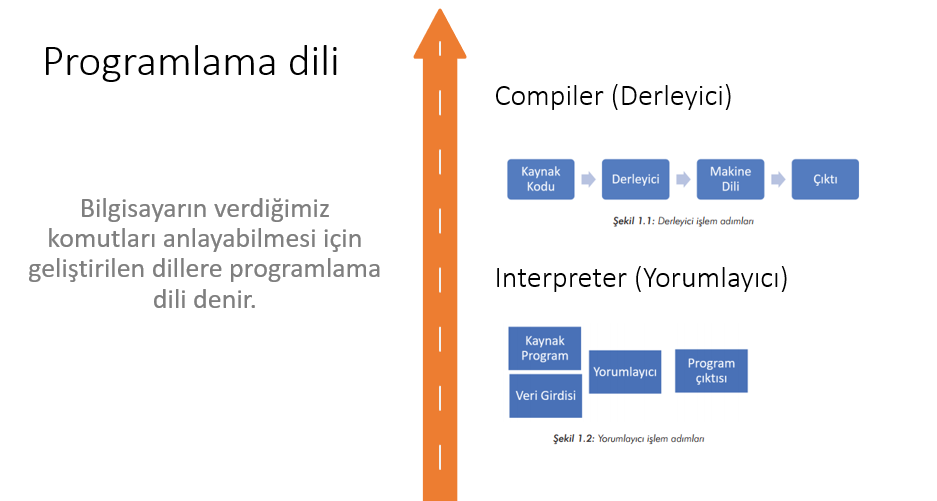 Programlama dili
Bilgisayarın verdiğimiz
komutları anlayabilmesi için
geliştirilen dillere programlama
dili denir.
Compiler (Derleyici)
Kaynak
Kodu
Derleyici
Makine
Dili
Çıktı
Şekil 1.1: Derleyici işlem adımları
Interpreter (Yorumlayıcı)
Kaynak
Program
Veri Girdisi
Yorumlayıcı
Program
çıktısı
Şekil 1.2: Yorumlayıcı işlem adımları